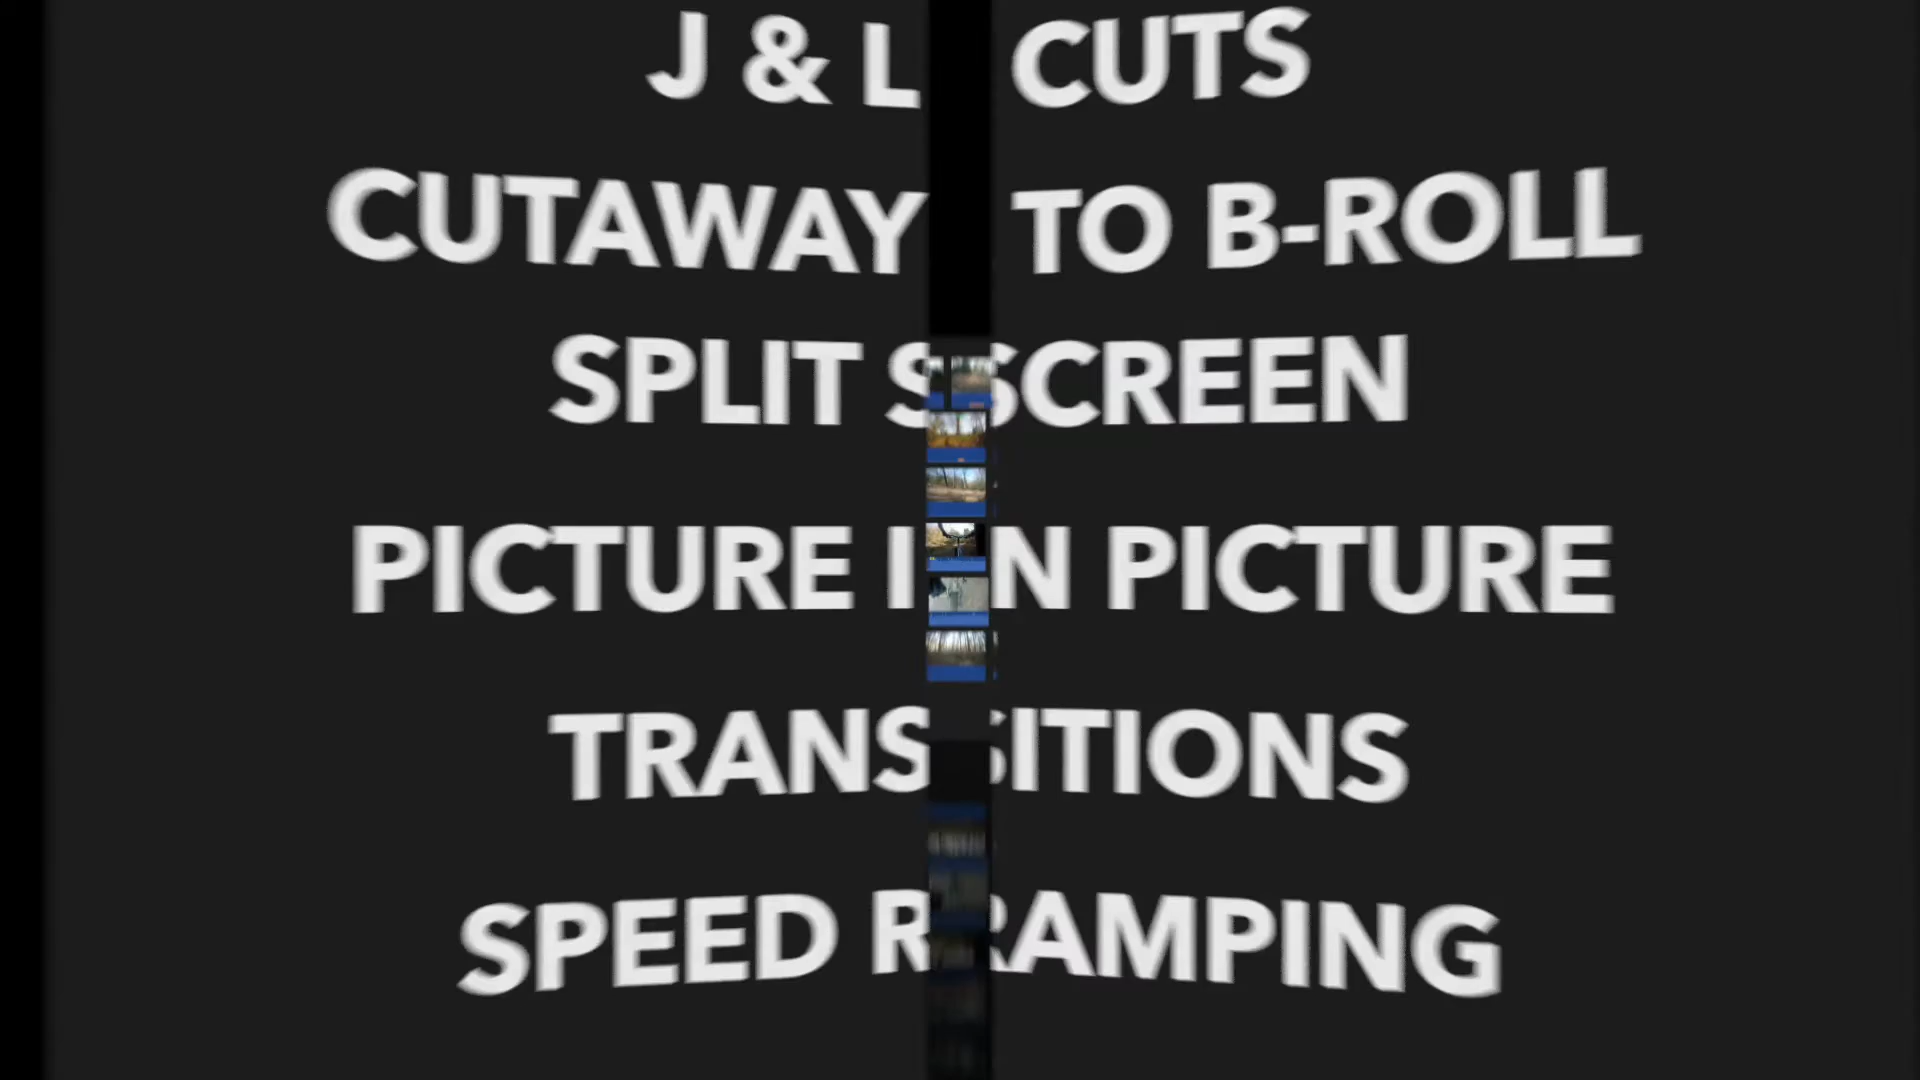 J & L CUTS
CUTAWAY TO B-ROLL
SPLIT SCREEN
PICTURE IN PICTURE
TRANSITIONS
SPEED RAMPING